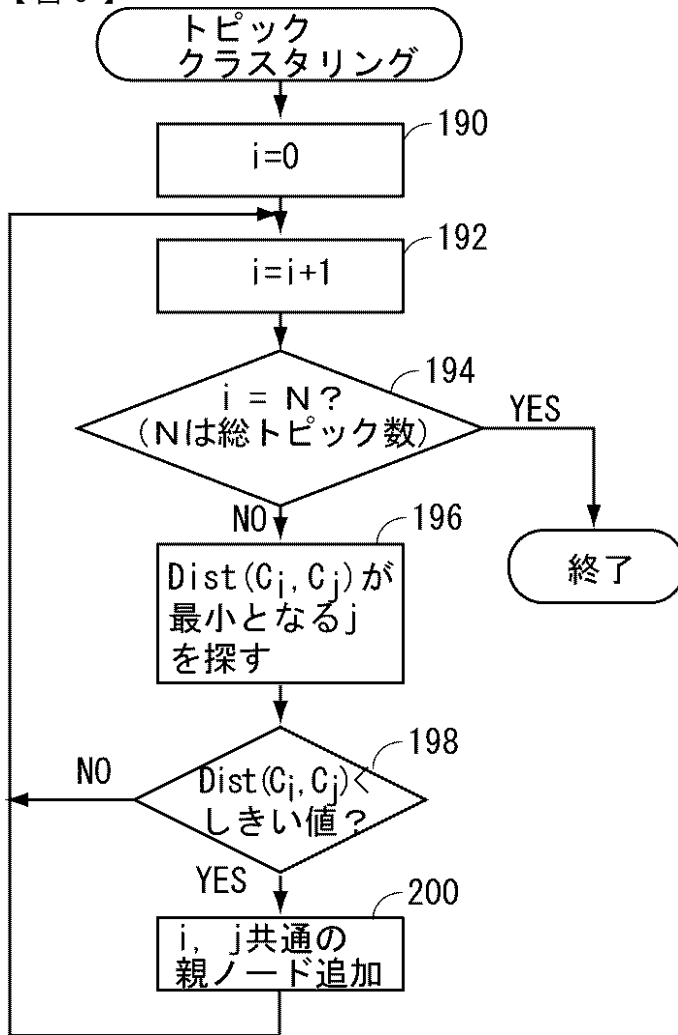 トピック
クラスタリング
190
i=0
192
i=i+1
194
i = N?
(Nは総トピック数)
YES
NO
196
終了
Dist(Ci,Cj)が
最小となるj
を探す
198
NO
Dist(Ci,Cj)<
しきい値?
YES
200
i, j共通の
親ノード追加